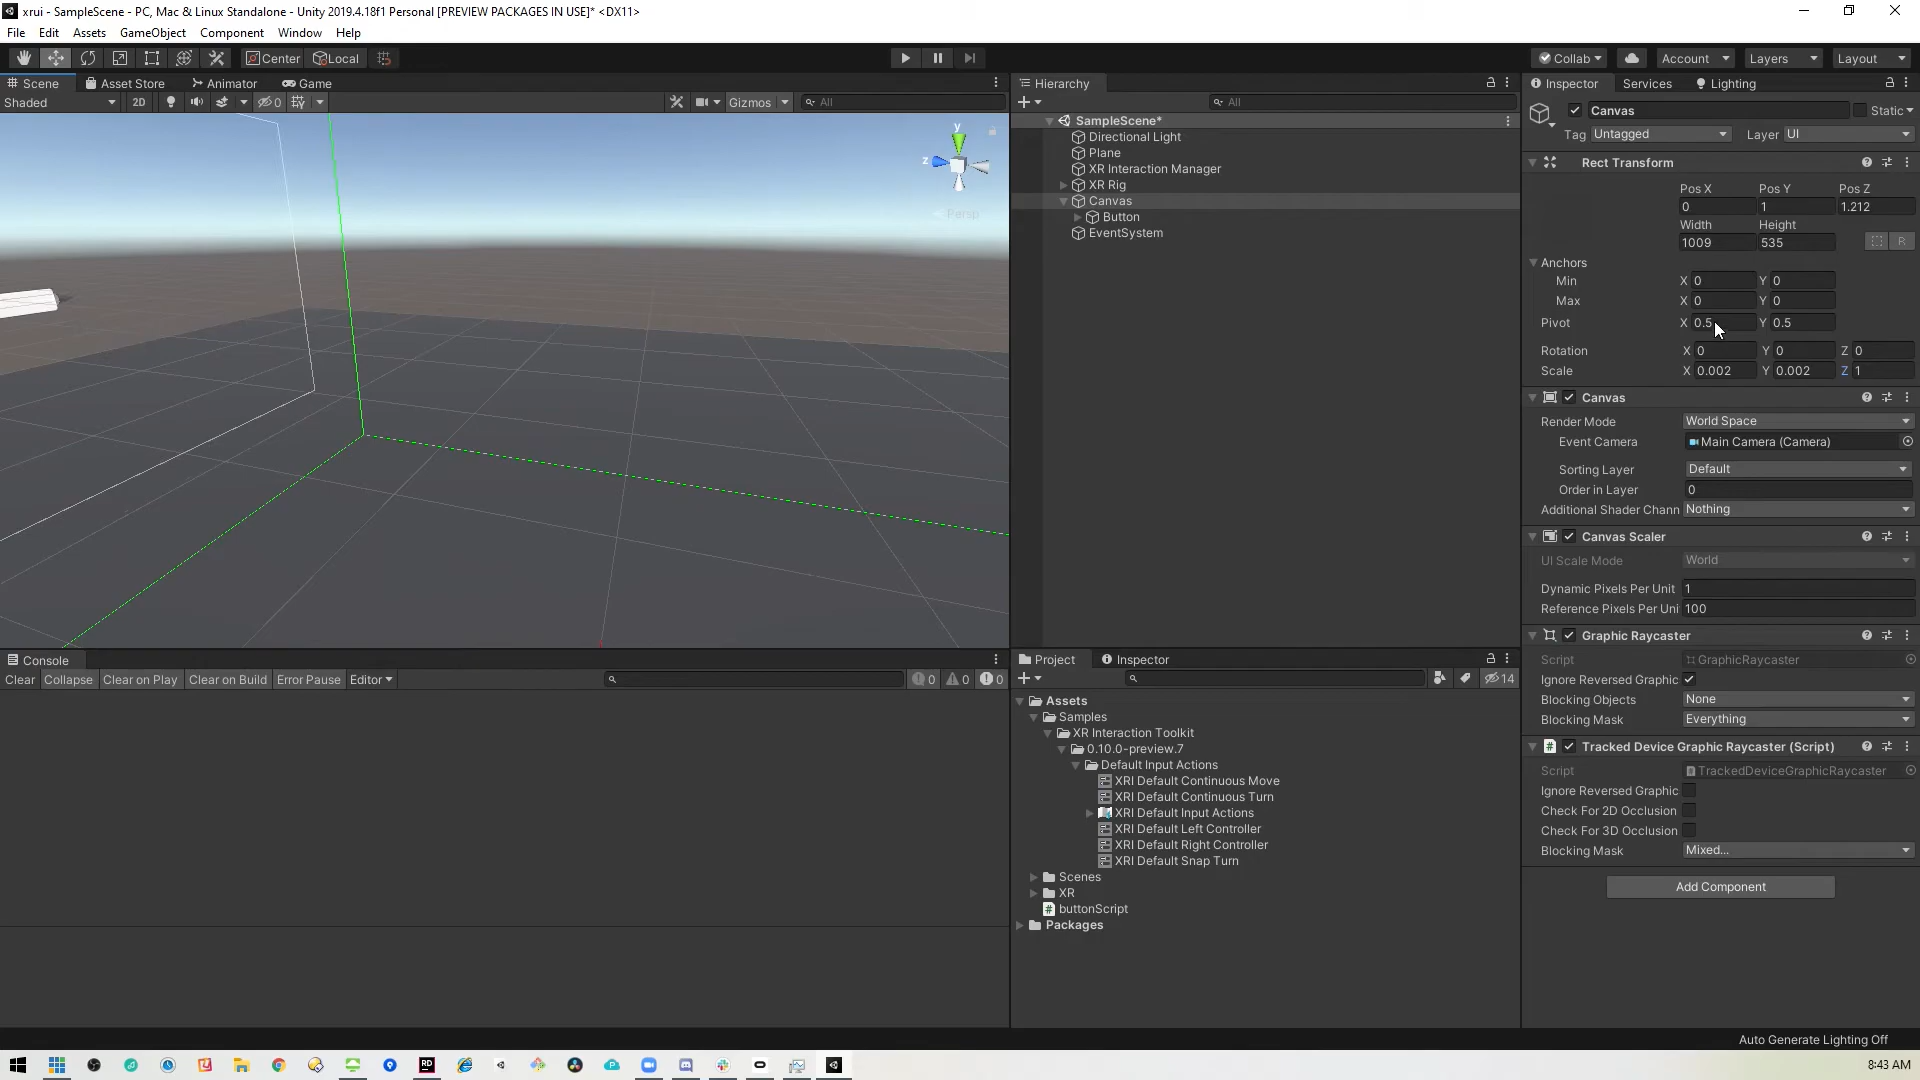 xrui - SampleScene - PC, Mac & Linux Standalone - Unity 2019.4.18f1 Personal [PREVIEW PACKAGES IN USE]* <DX11>
File Edit Assets GameObject Component Window Help
Center Local Collab Account Layers Layout
Scene Asset Store Animator Game
Shaded 2D 0 Gizmos All
y
z
Persp
Hierarchy
All
SampleScene*
Directional Light
Plane
XR Interaction Manager
XR Rig
Canvas
Button
EventSystem
Inspector Services Lighting
Canvas Static
Tag Untagged Layer UI
Rect Transform
Pos X Pos Y Pos Z
0 1 1.212
Width Height
1009 535 R
Anchors
Min X 0 Y 0
Max X 0 Y 0
Pivot X 0.5 Y 0.5
Rotation X 0 Y 0 Z 0
Scale X 0.002 Y 0.002 Z 1
Canvas
Render Mode World Space
Event Camera Main Camera (Camera)
Sorting Layer Default
Order in Layer 0
Additional Shader Chann Nothing
Canvas Scaler
UI Scale Mode World
Dynamic Pixels Per Unit 1
Reference Pixels Per Uni 100
Graphic Raycaster
Script GraphicRaycaster
Ignore Reversed Graphic
Blocking Objects None
Blocking Mask Everything
# Tracked Device Graphic Raycaster (Script)
Script TrackedDeviceGraphicRaycaster
Ignore Reversed Graphic
Check For 2D Occlusion
Check For 3D Occlusion
Blocking Mask Mixed...
Add Component
Console
Clear Collapse Clear on Play Clear on Build Error Pause Editor 0 0 0
Project Inspector
14
Assets
Samples
XR Interaction Toolkit
0.10.0-preview.7
Default Input Actions
XRI Default Continuous Move
XRI Default Continuous Turn
XRI Default Input Actions
XRI Default Left Controller
XRI Default Right Controller
XRI Default Snap Turn
Scenes
XR
# buttonScript
Packages
Auto Generate Lighting Off
RD
8:43 AM